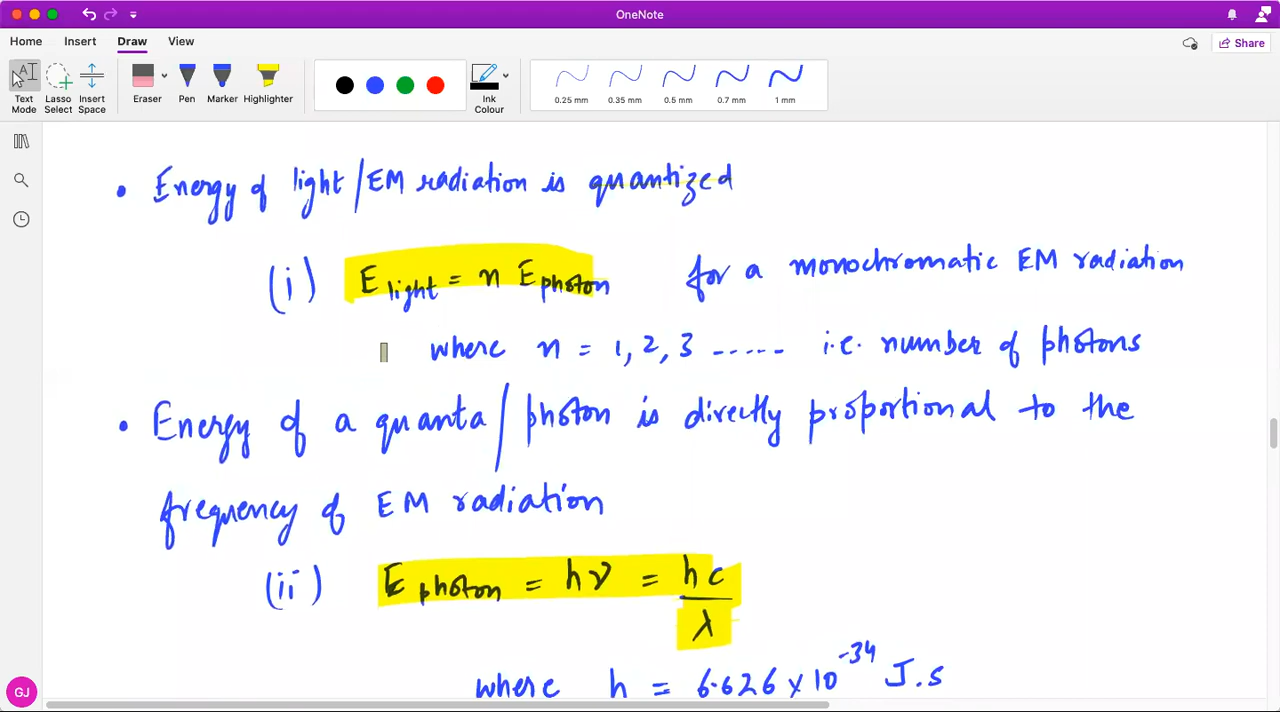 OneNote
Home Insert Draw View
Share
Text Mode
Lasso Select
Insert Space
Eraser
Pen
Marker
Highlighter
Ink Colour
0.25 mm
0.35 mm
0.5 mm
0.7 mm
1 mm
• Energy of light/EM radiation is quantized
(i) E light = n E photon for a monochromatic EM radiation
where n = 1, 2, 3 ----- i.e. number of photons
• Energy of a quanta/photon is directly proportional to the
frequency of EM radiation
(ii) E photon = hν = hc/λ
where h = 6.626 × 10⁻³⁴ J.s
GJ